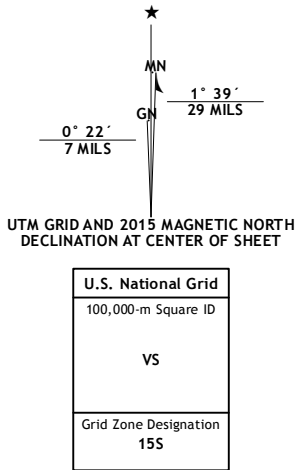 ★
MN
1° 39´
29 MILS
GN
0° 22´
7 MILS
UTM GRID AND 2015 MAGNETIC NORTH
DECLINATION AT CENTER OF SHEET
U.S. National Grid
100,000-m Square ID
VS
Grid Zone Designation
15S